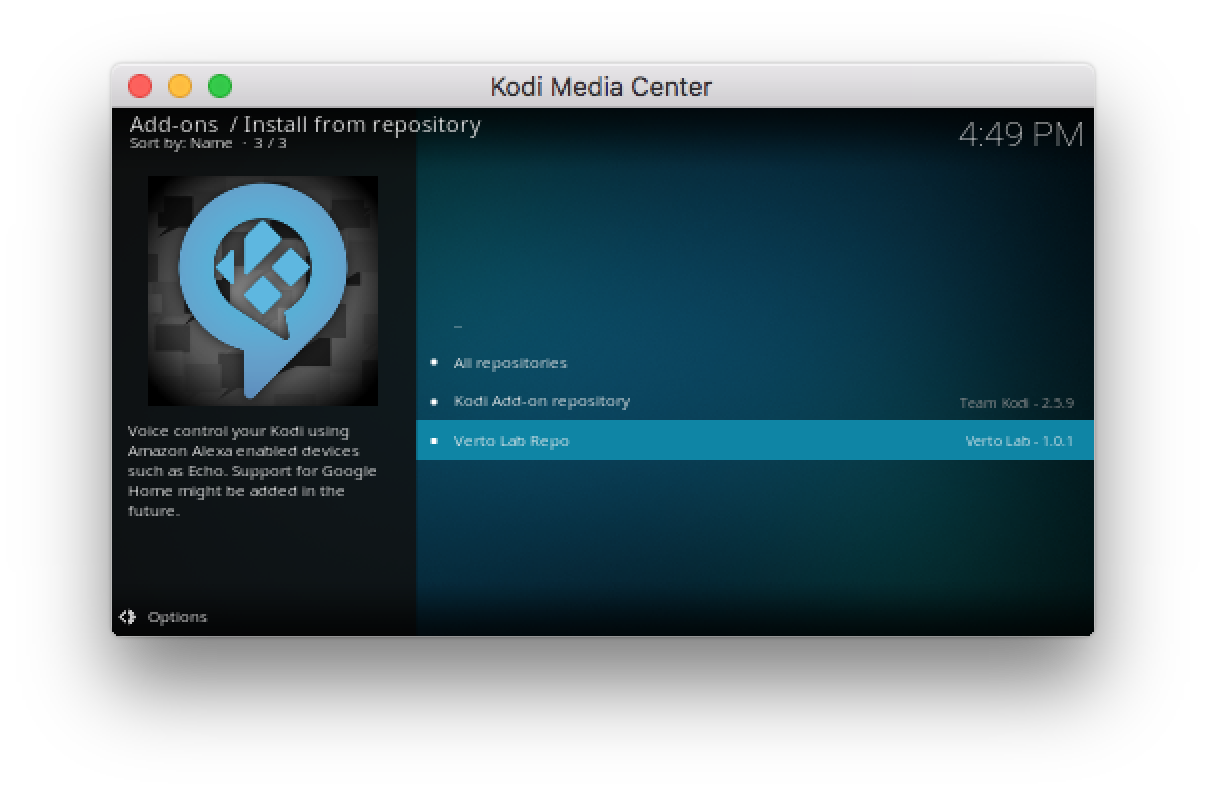 Kodi Media Center
Add-ons / Install from repository
Sort by: Name · 3 / 3
4:49 PM
Voice control your Kodi using
Amazon Alexa enabled devices
such as Echo. Support for Google
Home might be added in the
future.
All repositories
Kodi Add-on repository Team Kodi - 2.5.9
Verto Lab Repo Verto Lab - 1.0.1
Options